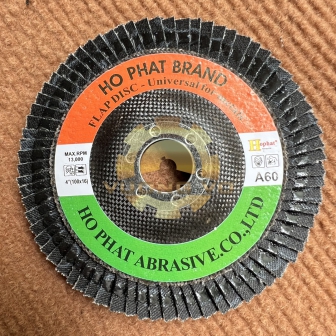 HO PHAT BRAND
FLAP DISC - Universal for
MAX RPM
13,000
4"(100x16)
Hophat
A60
HO PHAT ABRASIVE.CO.,LTD